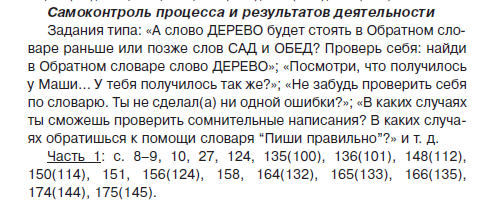 Самоконтроль процесса и результатов деятельности
Задания типа: «А слово ДЕРЕВО будет стоять в Обратном сло-
варе раньше или позже слов САД и ОБЕД? Проверь себя: найди
в Обратном словаре слово ДЕРЕВО»; «Посмотри, что получилось
у Маши... У тебя получилось так же?»; «Не забудь проверить себя
по словарю. Ты не сделал(а) ни одной ошибки?»; «В каких случаях
ты сможешь проверить сомнительные написания? В каких случа-
ях обратишься к помощи словаря “Пиши правильно”?» и т. д.
Часть 1: с. 8–9, 10, 27, 124, 135(100), 136(101), 148(112),
150(114), 151, 156(124), 158, 164(132), 165(133), 166(135),
174(144), 175(145).